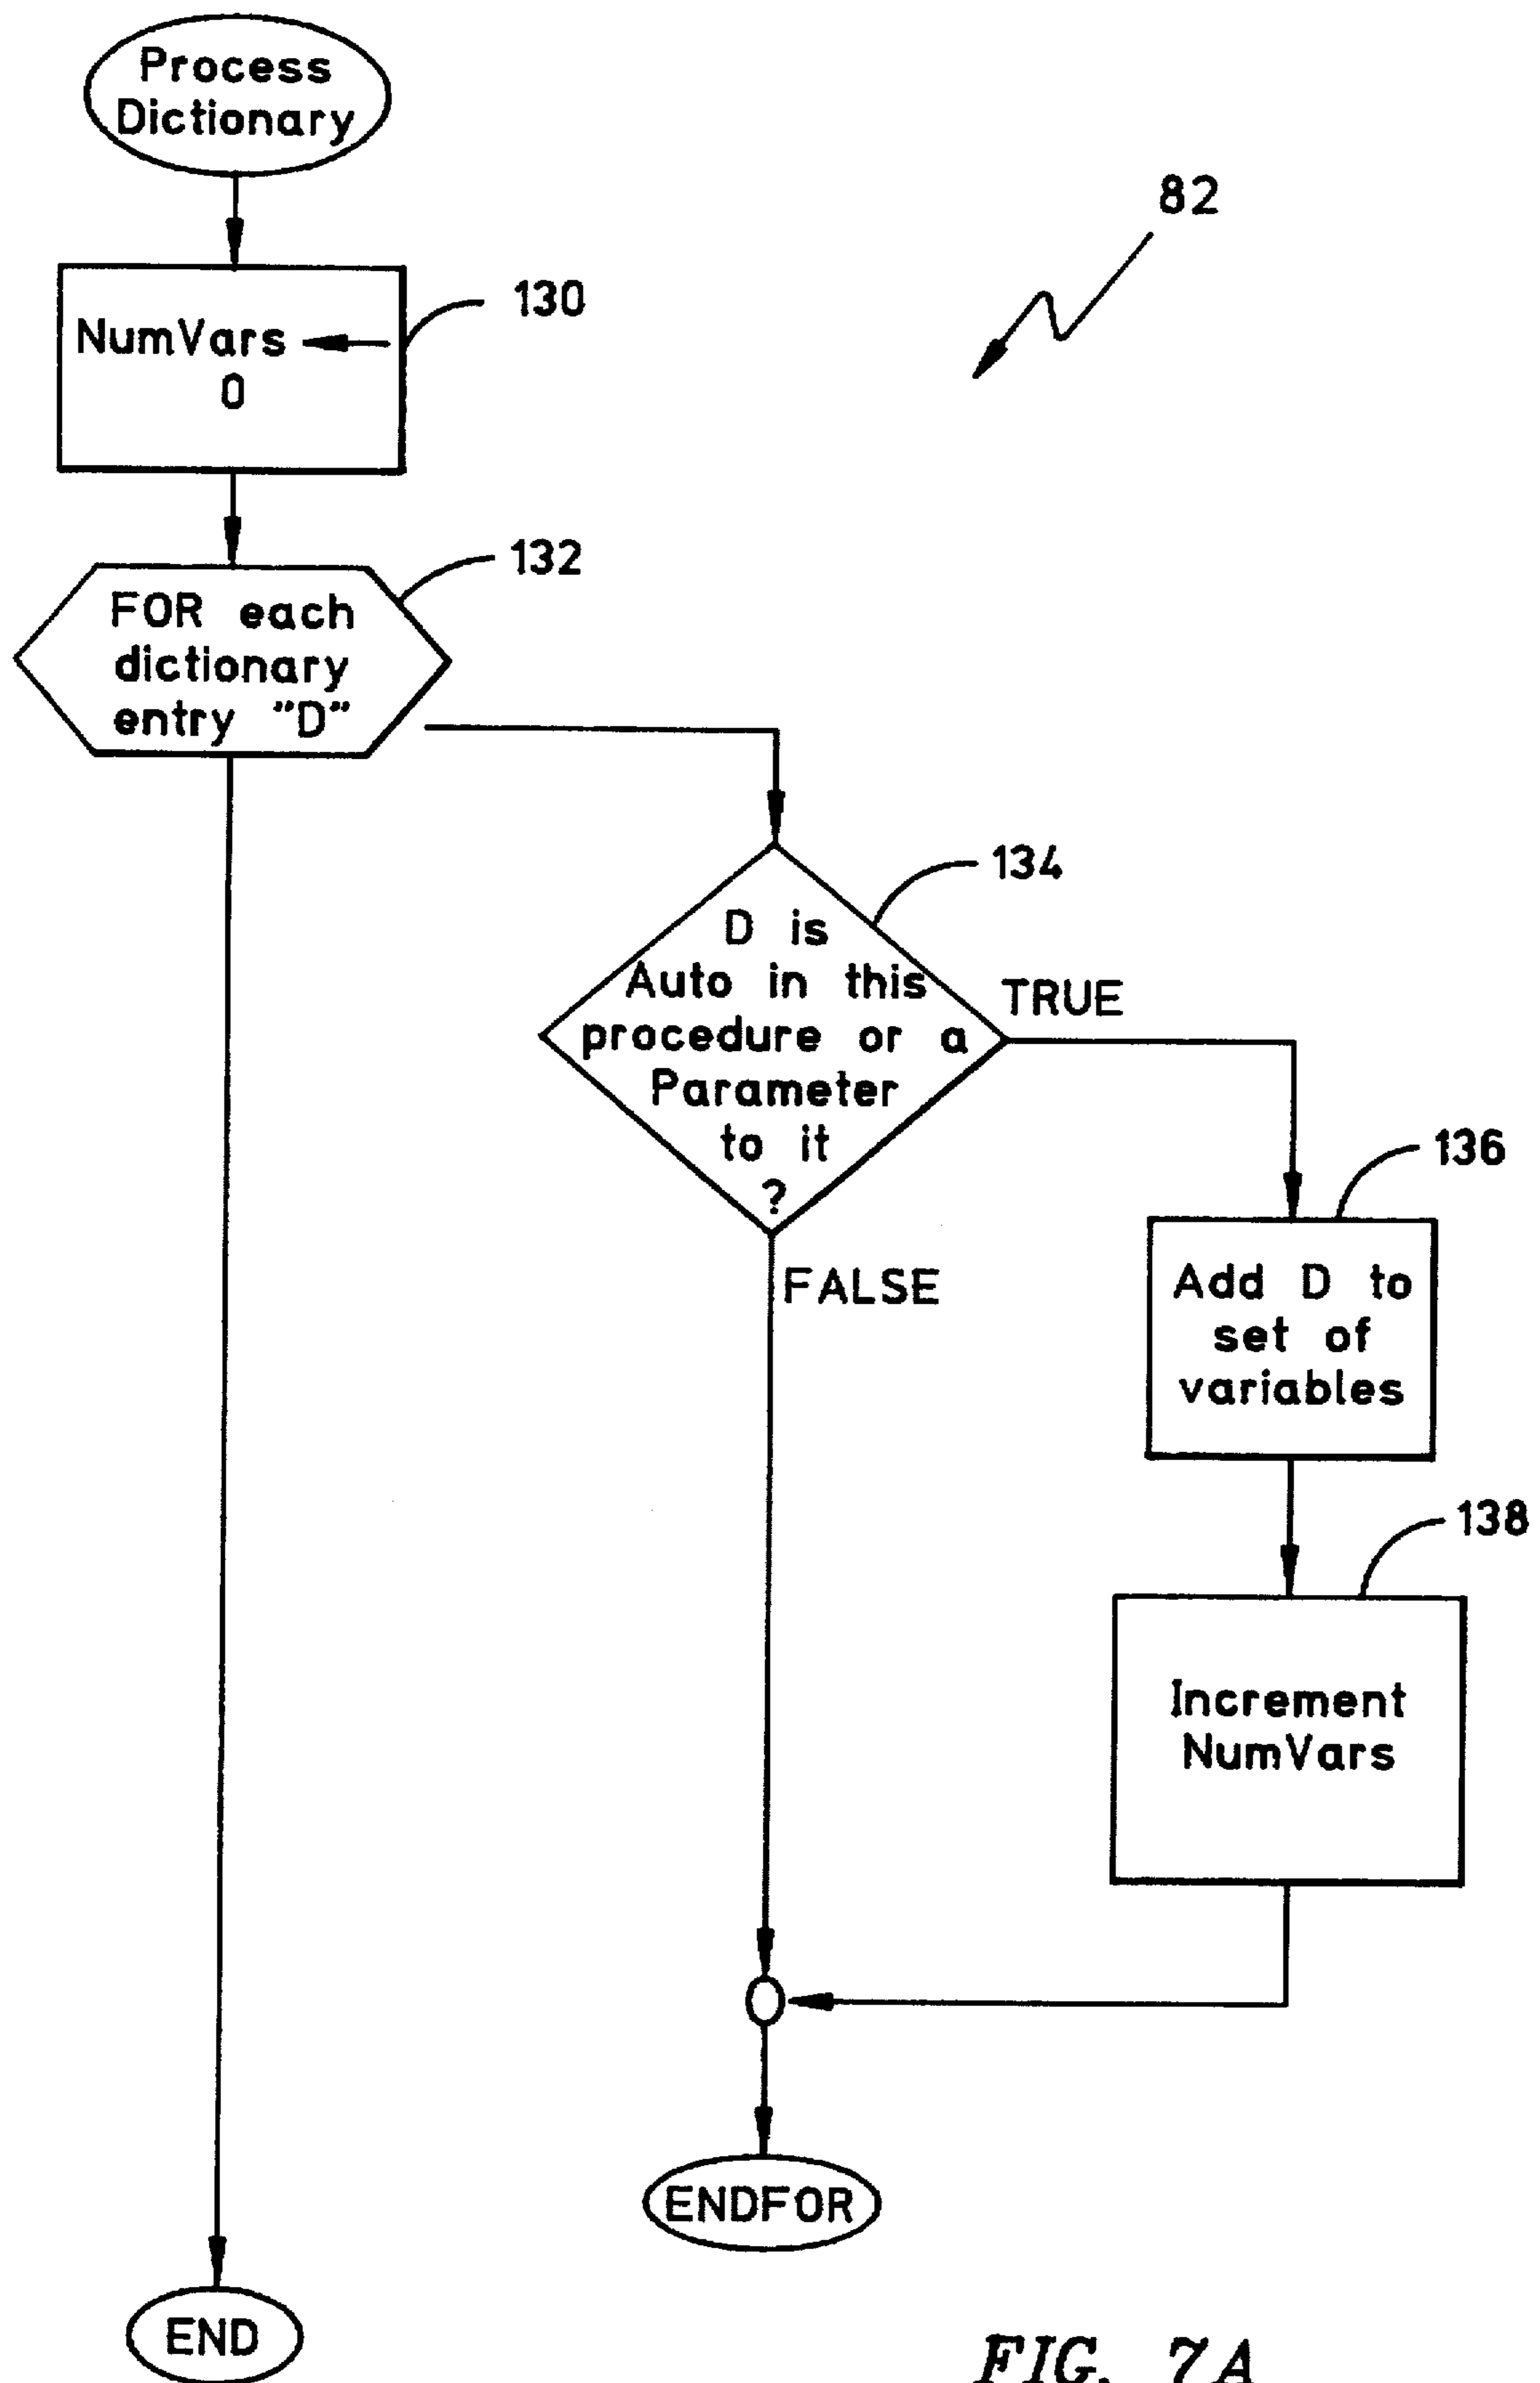 Process
Dictionary
82
130
NumVars
0
132
FOR each
dictionary
entry "D"
134
D is
Auto in this
procedure or a
Parameter
to it
?
TRUE
FALSE
136
Add D to
set of
variables
138
Increment
NumVars
ENDFOR
END
FIG. 7A